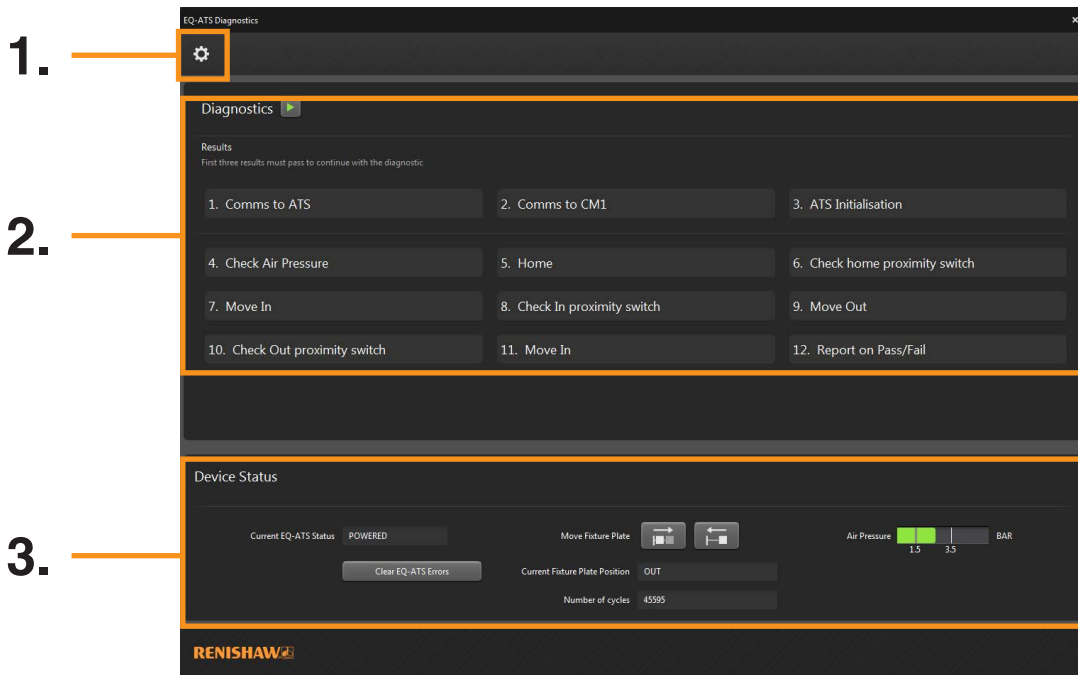 EQ-ATS Diagnostics
1.
Diagnostics
Results
First three results must pass to continue with the diagnostic
1. Comms to ATS
2. Comms to CM1
3. ATS Initialisation
2.
4. Check Air Pressure
5. Home
6. Check home proximity switch
7. Move In
8. Check In proximity switch
9. Move Out
10. Check Out proximity switch
11. Move In
12. Report on Pass/Fail
Device Status
3.
Current EQ-ATS Status POWERED
Move Fixture Plate
Air Pressure
BAR
1.5 3.5
Clear EQ-ATS Errors
Current Fixture Plate Position OUT
Number of cycles 45595
RENISHAW